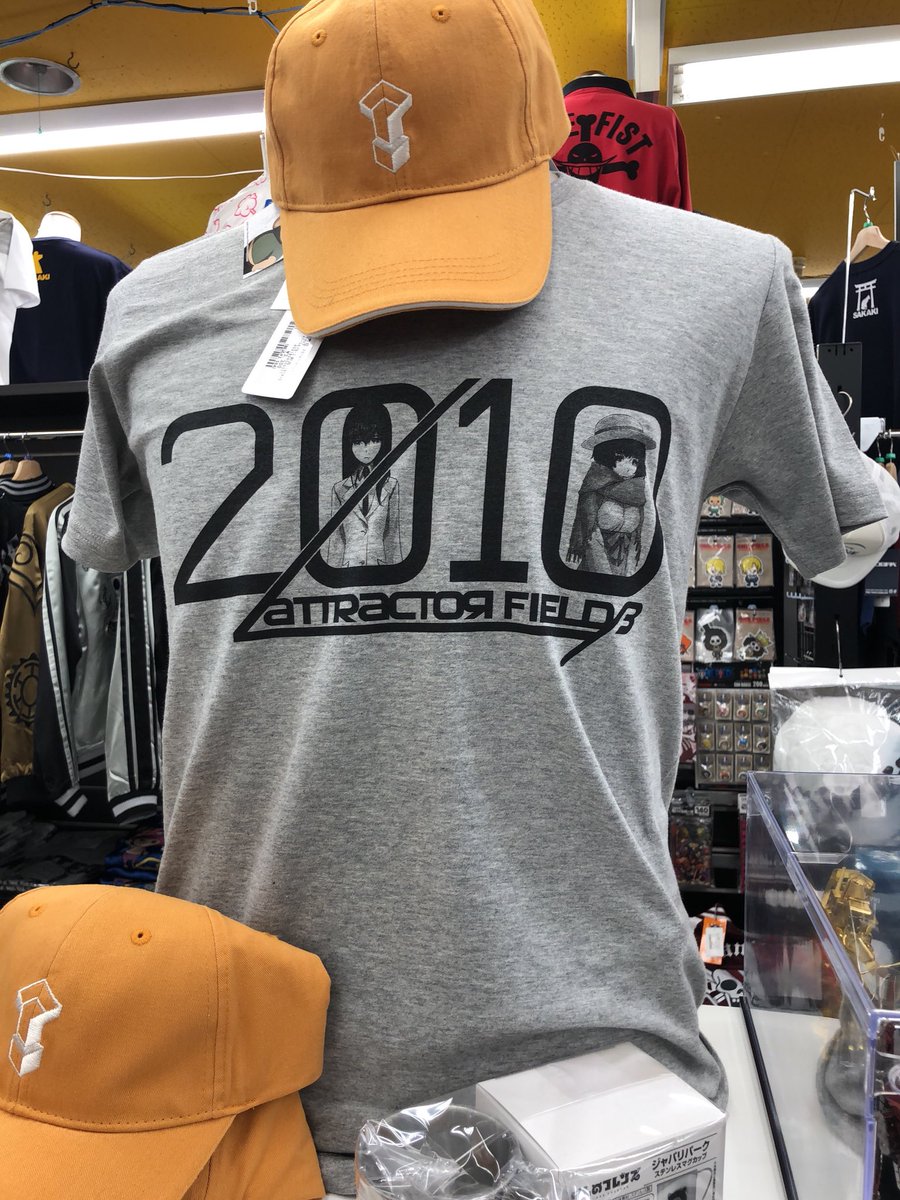 FIST
SAKAKI
2010
ATTRACTOR FIELD β
ジャパリパーク
ステンレスマグカップ